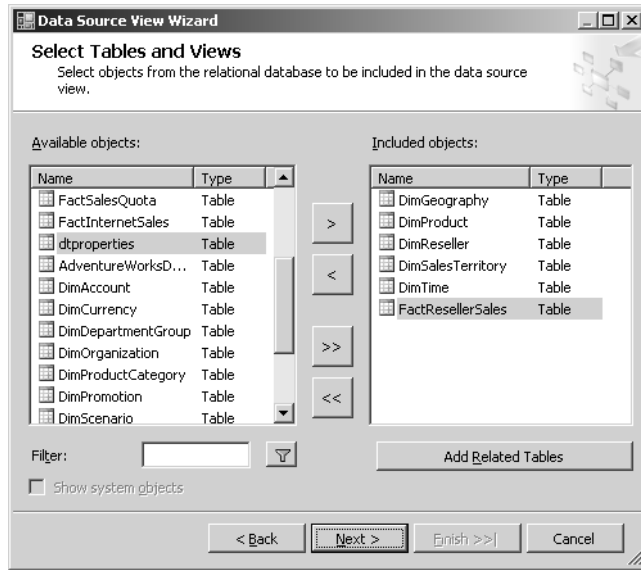 Data Source View Wizard
Select Tables and Views
Select objects from the relational database to be included in the data source
view.
Available objects:
Name Type
FactSalesQuota Table
FactInternetSales Table
dtproperties Table
AdventureWorksD... Table
DimAccount Table
DimCurrency Table
DimDepartmentGroup Table
DimOrganization Table
DimProductCategory Table
DimPromotion Table
DimScenario Table
>
<
>>
<<
Included objects:
Name Type
DimGeography Table
DimProduct Table
DimReseller Table
DimSalesTerritory Table
DimTime Table
FactResellerSales Table
Filter:
Add Related Tables
Show system objects
< Back Next > Finish >>| Cancel